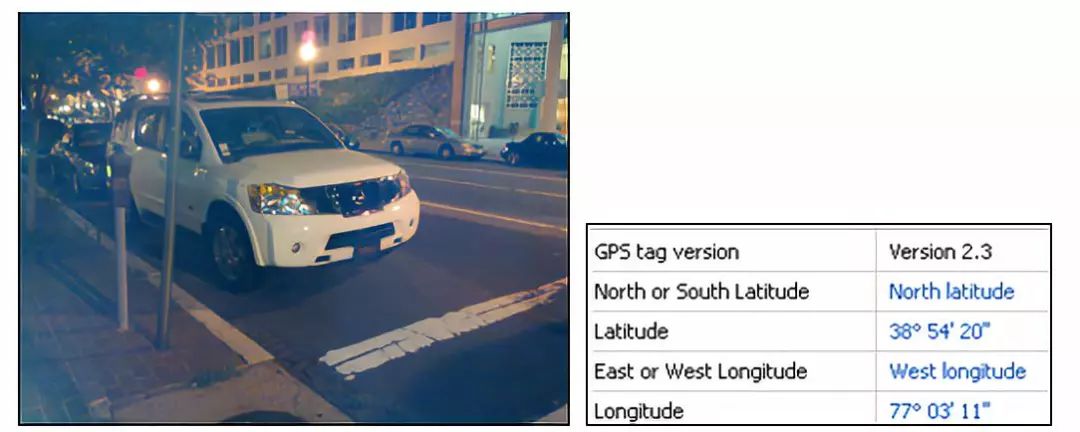 GPS tag version Version 2.3
North or South Latitude North latitude
Latitude 38° 54' 20"
East or West Longitude West longitude
Longitude 77° 03' 11"